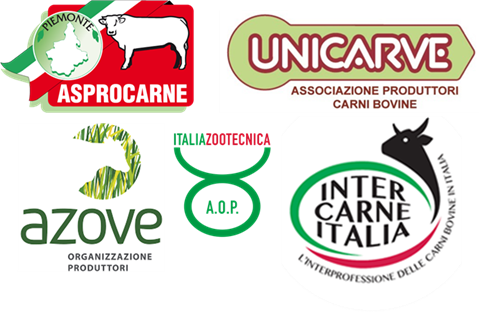 PIEMONTE
ASPROCARNE
UNICARVE
ASSOCIAZIONE PRODUTTORI
CARNI BOVINE
azove
ORGANIZZAZIONE
PRODUTTORI
ITALIAZOOTECNICA
A.O.P.
INTER
CARNE
ITALIA
L'INTERPROFESSIONE DELLE CARNI BOVINE IN ITALIA